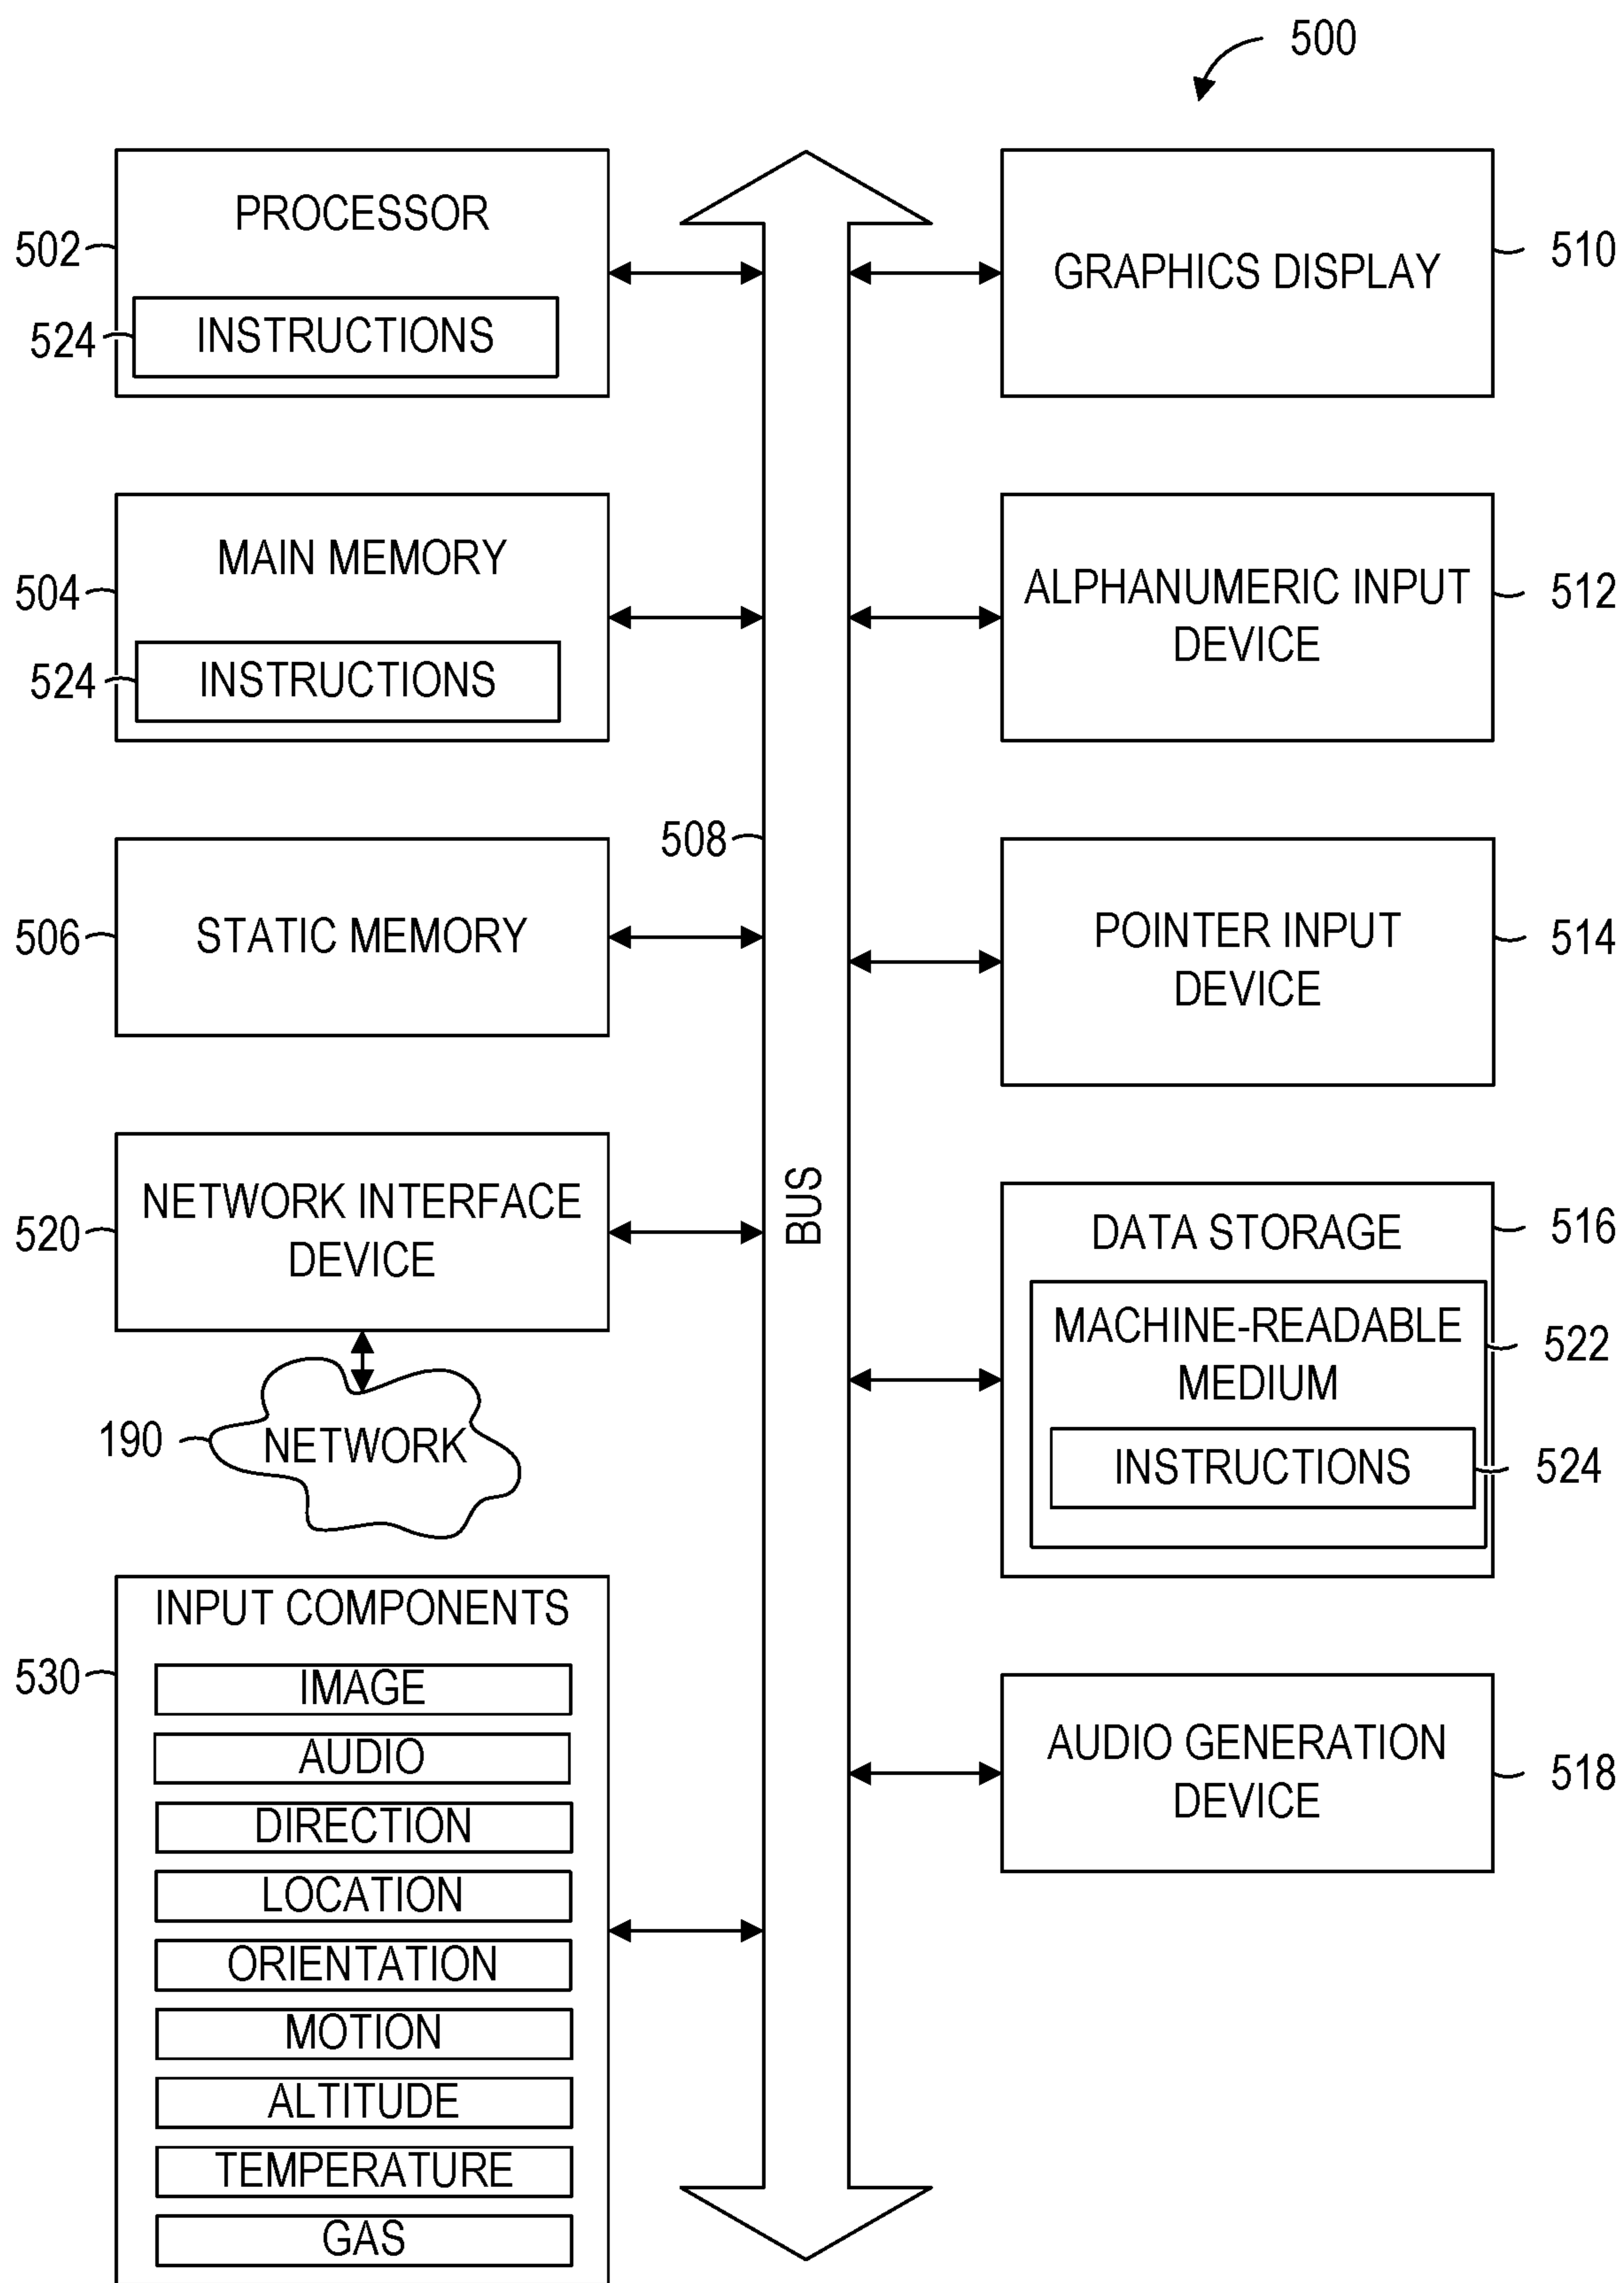 500
PROCESSOR
502
INSTRUCTIONS
524
MAIN MEMORY
504
INSTRUCTIONS
524
STATIC MEMORY
506
NETWORK INTERFACE
DEVICE
520
NETWORK
190
INPUT COMPONENTS
530
IMAGE
AUDIO
DIRECTION
LOCATION
ORIENTATION
MOTION
ALTITUDE
TEMPERATURE
GAS
508
BUS
GRAPHICS DISPLAY
510
ALPHANUMERIC INPUT
DEVICE
512
POINTER INPUT
DEVICE
514
DATA STORAGE
516
MACHINE-READABLE
MEDIUM
522
INSTRUCTIONS
524
AUDIO GENERATION
DEVICE
518